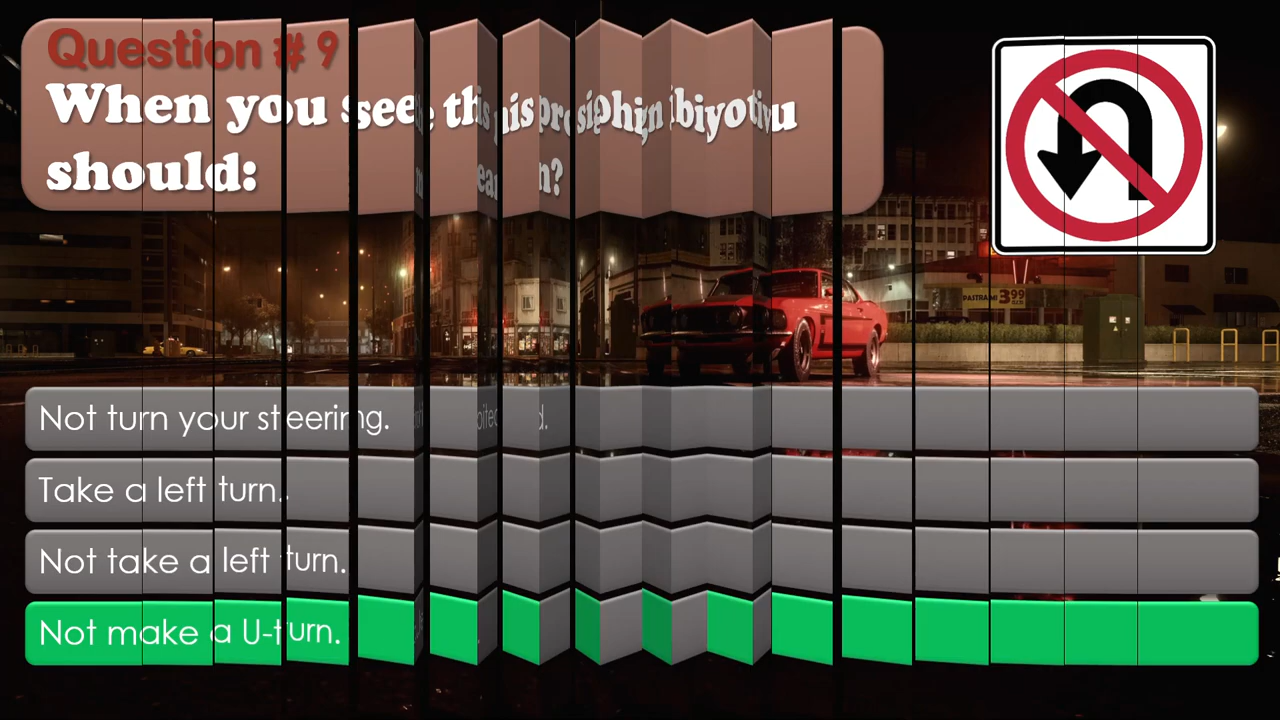 Question # 9
When you see
should:
PASTRAMI 3.99
Not turn your steering.
Take a left turn.
Not take a left turn.
Not make a U-turn.